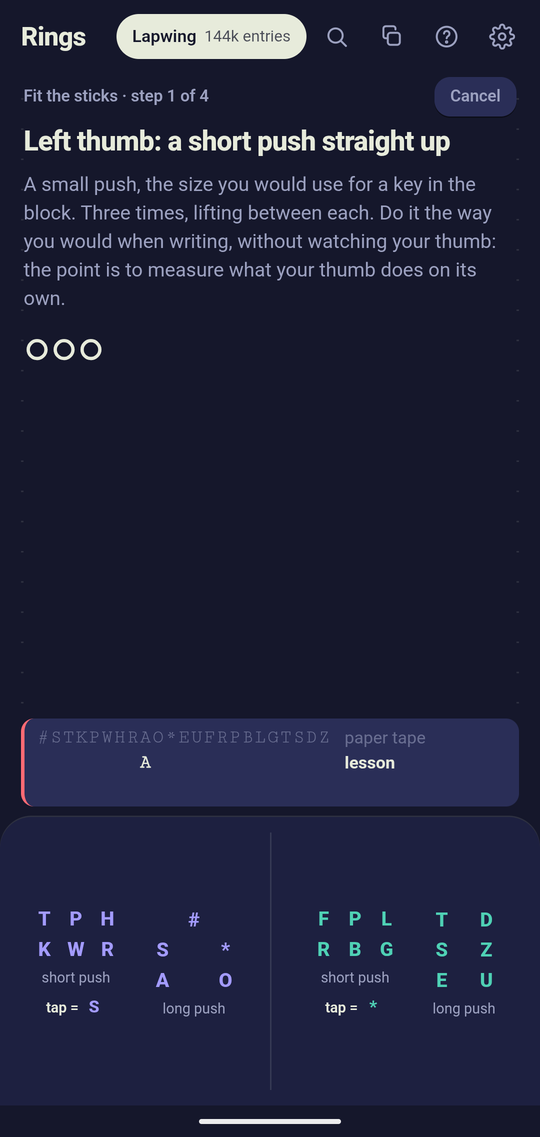 Rings
Lapwing 144k entries
Fit the sticks · step 1 of 4
Cancel
Left thumb: a short push straight up
A small push, the size you would use for a key in the
block. Three times, lifting between each. Do it the way
you would when writing, without watching your thumb:
the point is to measure what your thumb does on its
own.
#STKPWHRAO*EUFRPBLGTSDZ paper tape
A lesson
T P H #
K W R S *
short push A O
tap = S long push
F P L T D
R B G S Z
short push E U
tap = * long push